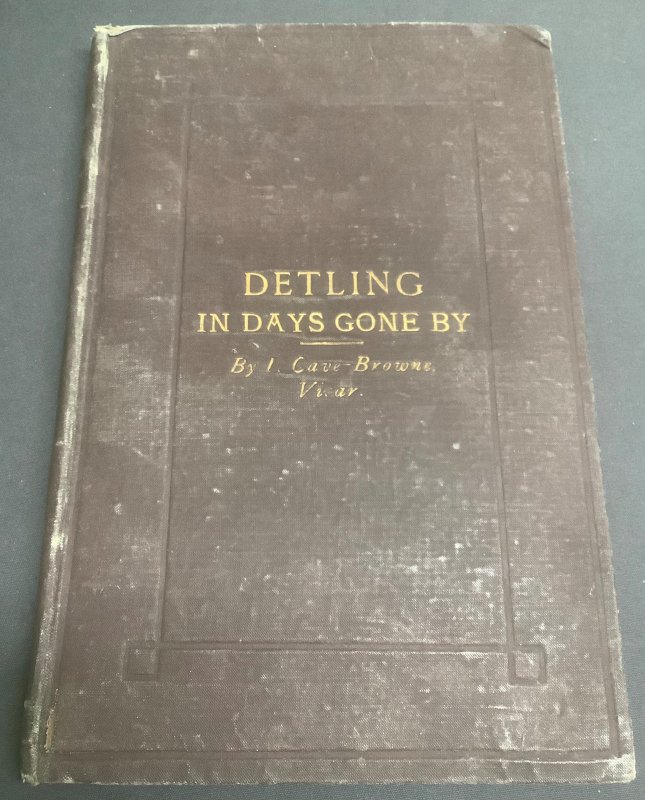 DETLING
IN DAYS GONE BY
By J. Cave-Browne,
Vicar.